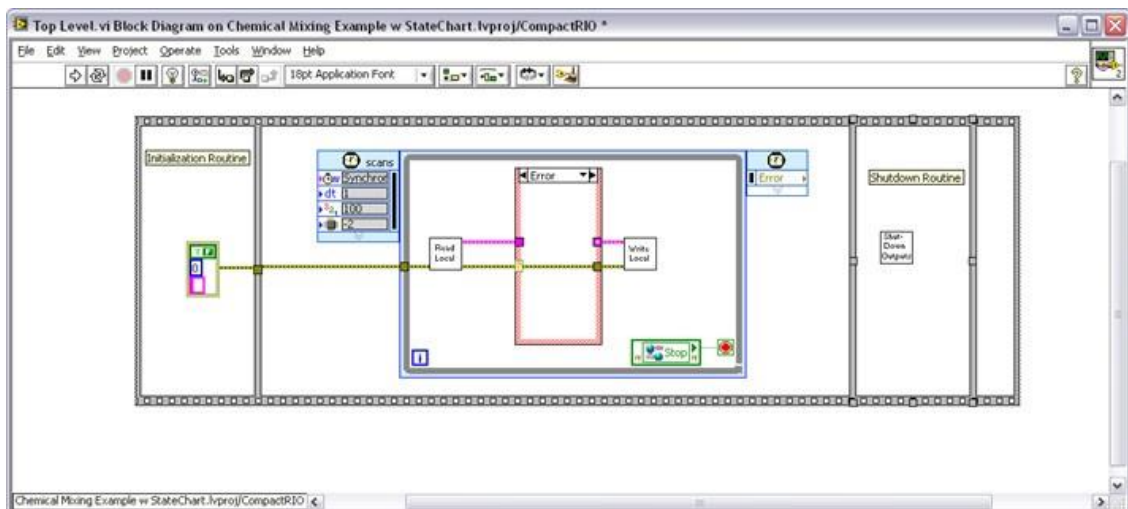 Top Level.vi Block Diagram on Chemical Mixing Example w StateChart.lvproj/CompactRIO *
File Edit View Project Operate Tools Window Help
18pt Application Font
2
Initialization Routine
scans
Synchron
dt 1
100
-2
Error
Error
Shutdown Routine
0
Read
Local
Write
Local
Shut-
Down
Outputs
Stop
i
Chemical Mixing Example w StateChart.lvproj/CompactRIO